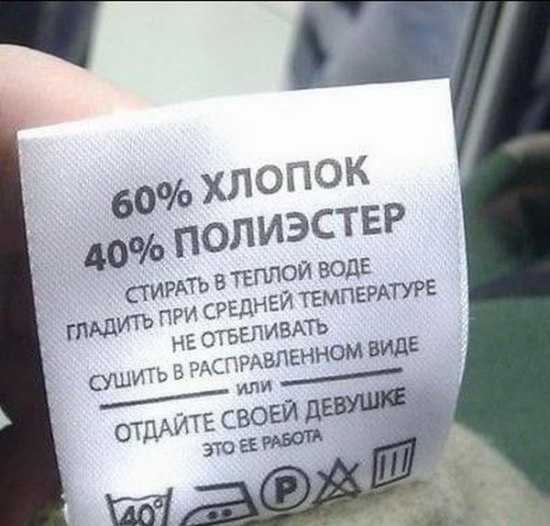 60% ХЛОПОК
40% ПОЛИЭСТЕР
СТИРАТЬ В ТЕПЛОЙ ВОДЕ
ГЛАДИТЬ ПРИ СРЕДНЕЙ ТЕМПЕРАТУРЕ
НЕ ОТБЕЛИВАТЬ
СУШИТЬ В РАСПРАВЛЕННОМ ВИДЕ
ИЛИ
ОТДАЙТЕ СВОЕЙ ДЕВУШКЕ
ЭТО ЕЕ РАБОТА
40° P